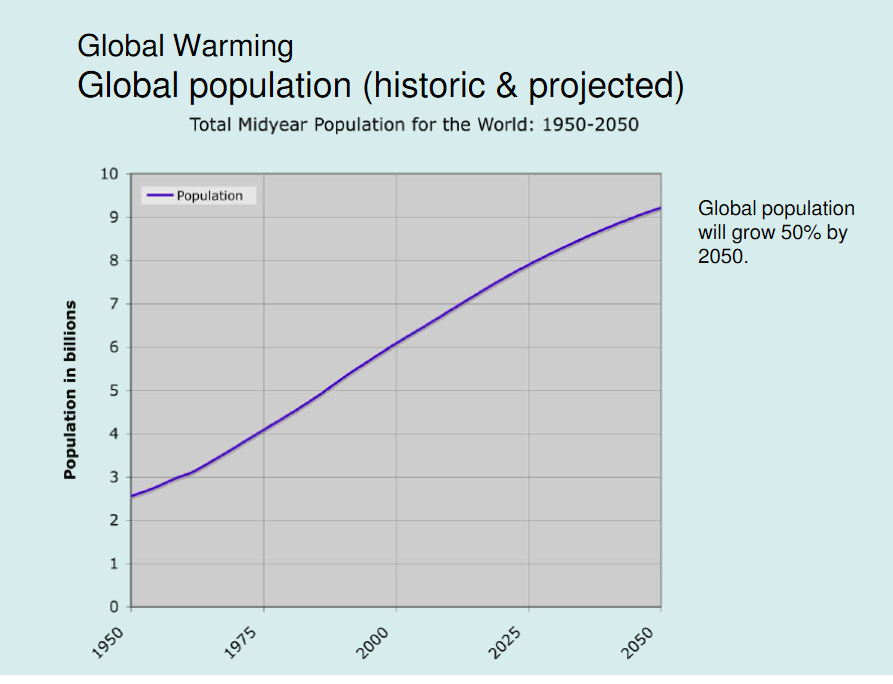 Global Warming
Global population (historic & projected)
Total Midyear Population for the World: 1950-2050
10
Population
9
8
7
6
5
4
3
2
1
0
Population in billions
1950
1975
2000
2025
2050
Global population
will grow 50% by
2050.